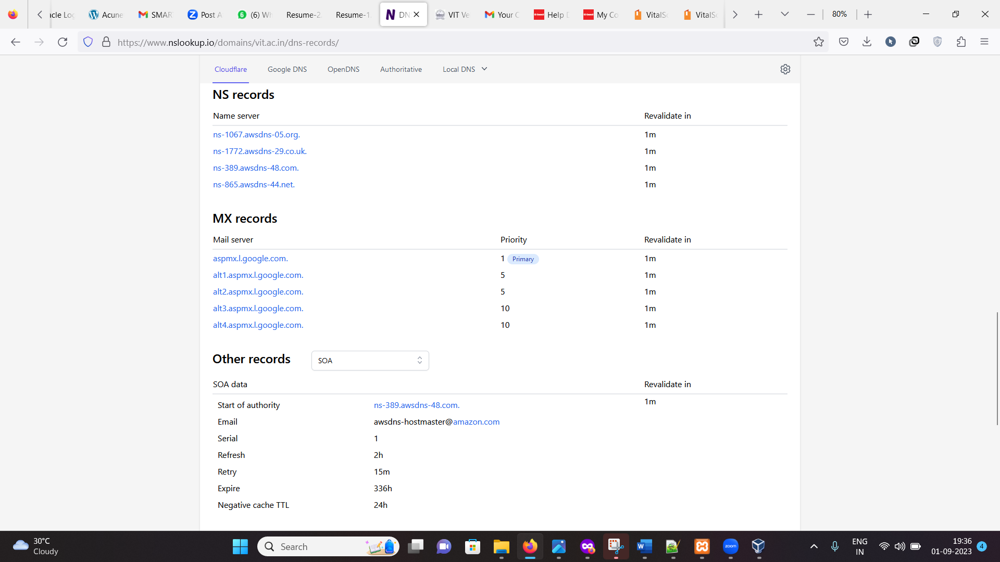 acle Log
Acune
SMAR
Post A
(6) Wh
Resume-2
Resume-1.
DN
VIT Ve
Your C
Help D
My Co
VitalSo
VitalSo
80%
https://www.nslookup.io/domains/vit.ac.in/dns-records/
Cloudflare Google DNS OpenDNS Authoritative Local DNS
NS records
Name server Revalidate in
ns-1067.awsdns-05.org. 1m
ns-1772.awsdns-29.co.uk. 1m
ns-389.awsdns-48.com. 1m
ns-865.awsdns-44.net. 1m
MX records
Mail server Priority Revalidate in
aspmx.l.google.com. 1 Primary 1m
alt1.aspmx.l.google.com. 5 1m
alt2.aspmx.l.google.com. 5 1m
alt3.aspmx.l.google.com. 10 1m
alt4.aspmx.l.google.com. 10 1m
Other records SOA
SOA data Revalidate in
Start of authority ns-389.awsdns-48.com. 1m
Email awsdns-hostmaster@amazon.com
Serial 1
Refresh 2h
Retry 15m
Expire 336h
Negative cache TTL 24h
30°C
Cloudy
Search
zoom
ENG
IN
19:36
01-09-2023
4